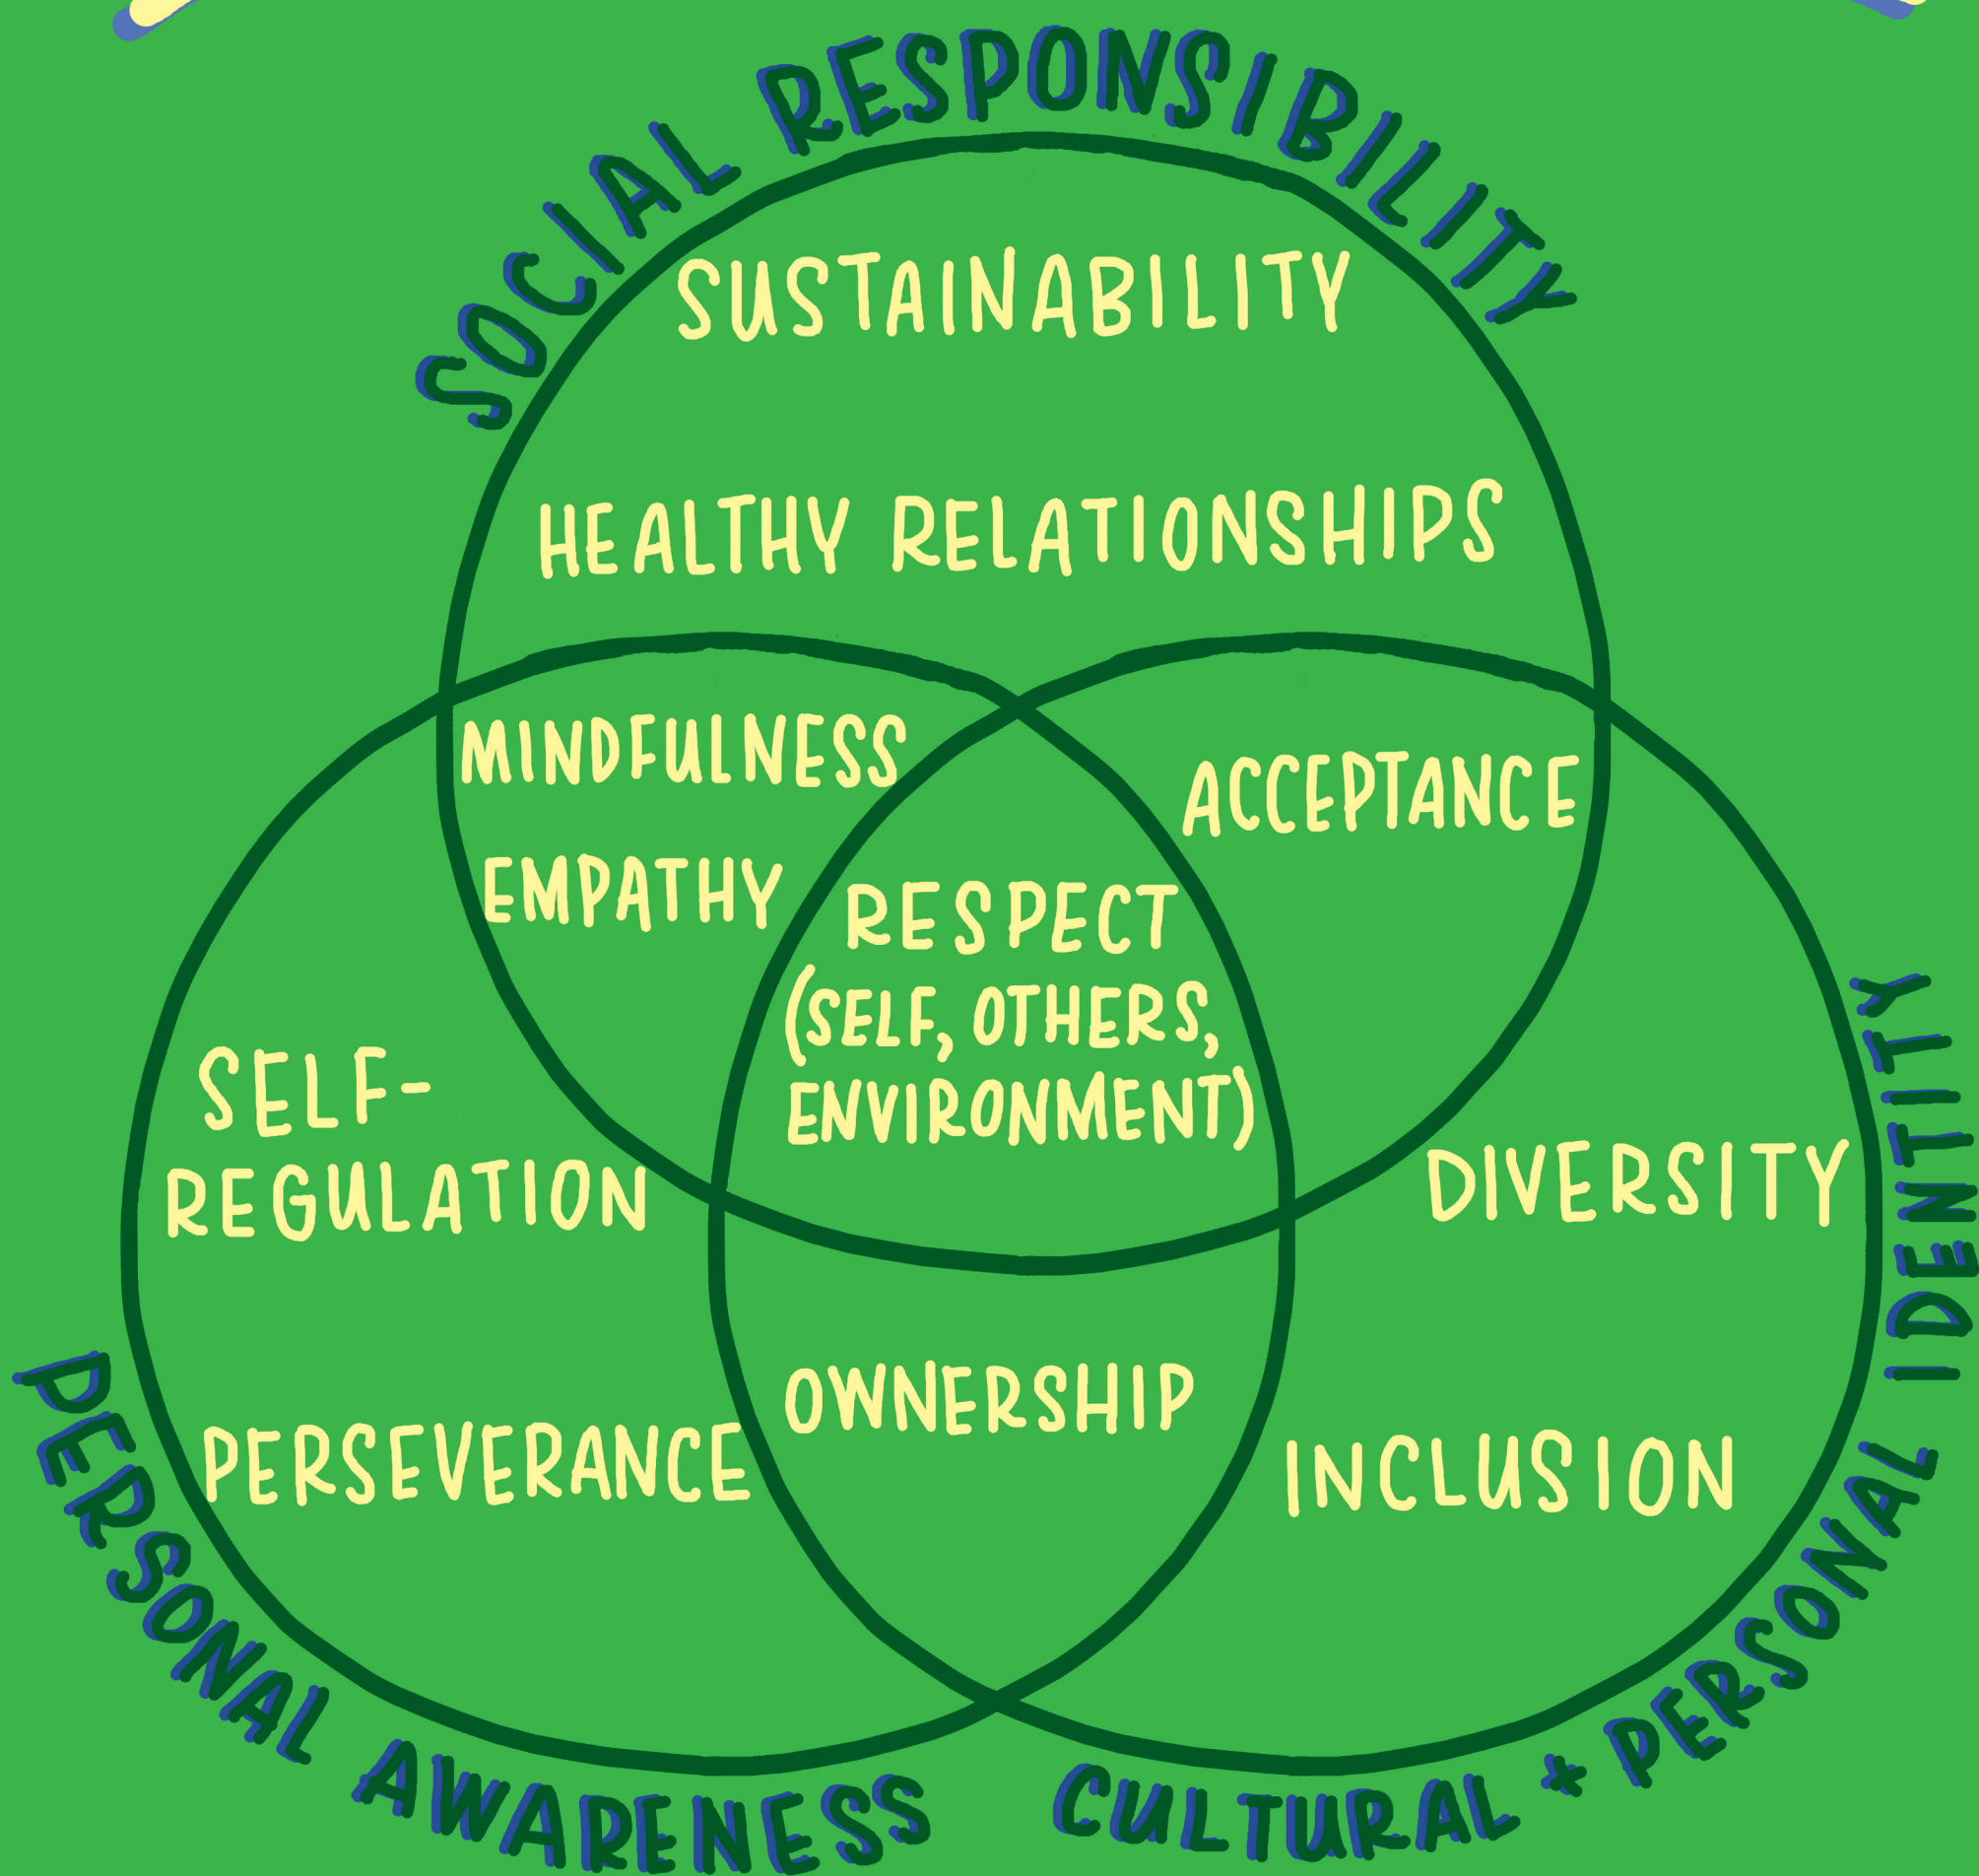 SOCIAL RESPONSIBILITY
SUSTAINABILITY
HEALTHY RELATIONSHIPS
MINDFULNESS
ACCEPTANCE
EMPATHY
RESPECT
(SELF, OTHERS,
ENVIRONMENT)
SELF-
REGULATION
DIVERSITY
OWNERSHIP
PERSEVERANCE
INCLUSION
PERSONAL AWARENESS
CULTURAL + PERSONAL IDENTITY